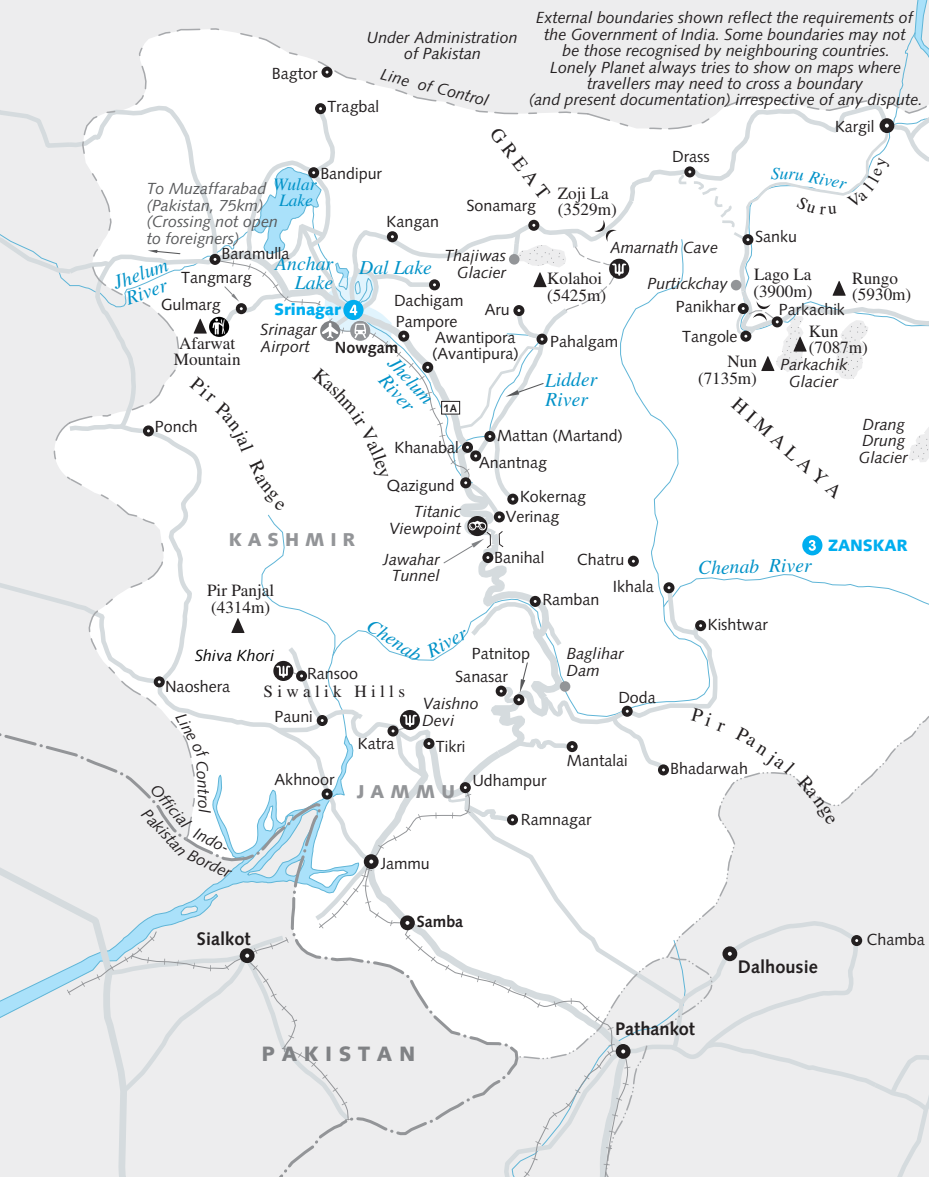 External boundaries shown reflect the requirements of
the Government of India. Some boundaries may not
be those recognised by neighbouring countries.
Lonely Planet always tries to show on maps where
travellers may need to cross a boundary
(and present documentation) irrespective of any dispute.
Under Administration
of Pakistan
Line of Control
Bagtor
Tragbal
Kargil
GREAT
Drass
Suru River
Suru Valley
Bandipur
Wular
Lake
To Muzaffarabad
(Pakistan, 75km)
(Crossing not open
to foreigners)
Zoji La
(3529m)
Sonamarg
Kangan
Sanku
Amarnath Cave
Baramulla
Thajiwas
Glacier
Jhelum
River
Tangmarg
Anchar
Lake
Dal Lake
Kolahoi
(5425m)
Purtickchay
Lago La
(3900m)
Rungo
(5930m)
Gulmarg
Dachigam
Srinagar
4
Aru
Panikhar
Parkachik
Pampore
Afarwat
Mountain
Srinagar
Airport
Nowgam
Awantipora
(Avantipura)
Pahalgam
Tangole
Kun
(7087m)
Nun
(7135m)
Parkachik
Glacier
Jhelum
River
Kashmir Valley
Pir Panjal Range
Lidder
River
1A
HIMALAYA
Drang
Drung
Glacier
Ponch
Mattan (Martand)
Khanabal
Anantnag
Qazigund
Kokernag
Titanic
Viewpoint
Verinag
KASHMIR
3
ZANSKAR
Jawahar
Tunnel
Banihal
Chatru
Chenab River
Ikhala
Pir Panjal
(4314m)
Ramban
Kishtwar
Chenab River
Shiva Khori
Ransoo
Patnitop
Baglihar
Dam
Sanasar
Naoshera
Siwalik Hills
Vaishno
Devi
Doda
Pauni
Pir Panjal Range
Line of Control
Katra
Tikri
Mantalai
Bhadarwah
Akhnoor
JAMMU
Udhampur
Official Indo-
Pakistan Border
Ramnagar
Jammu
Samba
Sialkot
Chamba
Dalhousie
Pathankot
PAKISTAN